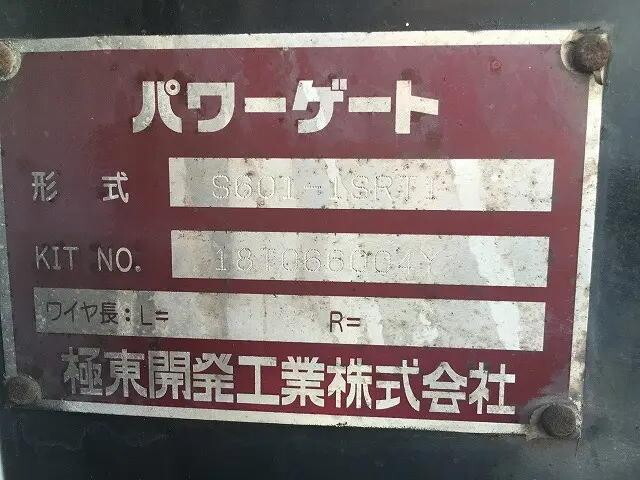 パワーゲート
形 式 S601-1SRT1
KIT NO. 18T066004Y
ワイヤ長:L= R=
極東開発工業株式会社